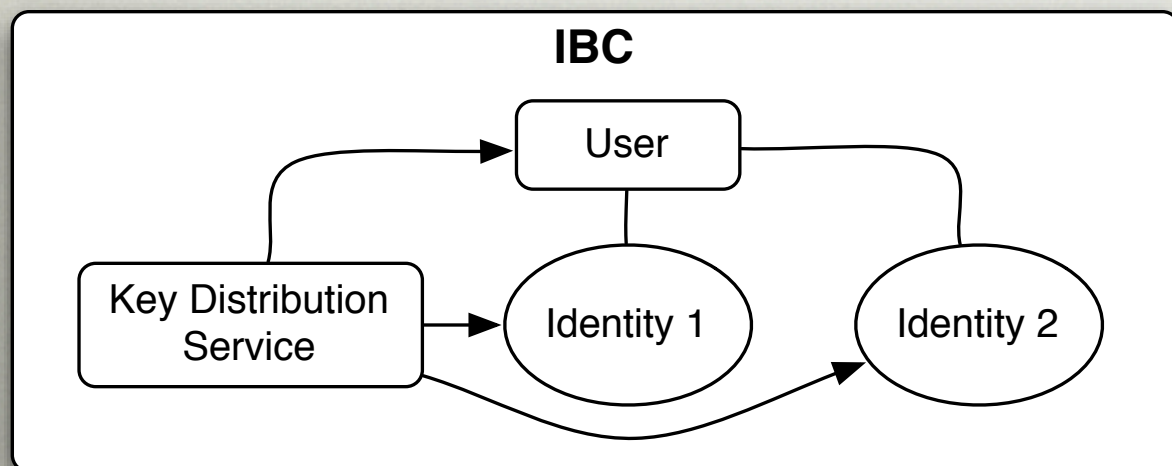 IBC
User
Key Distribution
Service
Identity 1
Identity 2